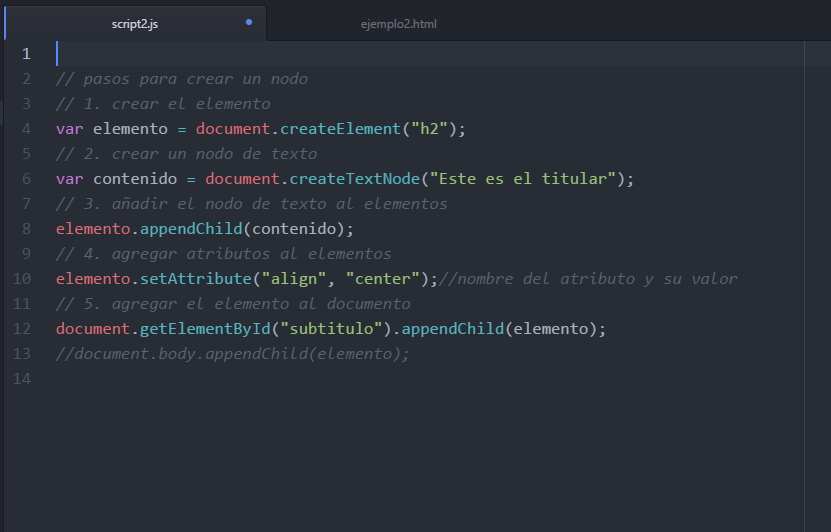 script2.js ejemplo2.html
1
2 // pasos para crear un nodo
3 // 1. crear el elemento
4 var elemento = document.createElement("h2");
5 // 2. crear un nodo de texto
6 var contenido = document.createTextNode("Este es el titular");
7 // 3. añadir el nodo de texto al elementos
8 elemento.appendChild(contenido);
9 // 4. agregar atributos al elementos
10 elemento.setAttribute("align", "center");//nombre del atributo y su valor
11 // 5. agregar el elemento al documento
12 document.getElementById("subtitulo").appendChild(elemento);
13 //document.body.appendChild(elemento);
14